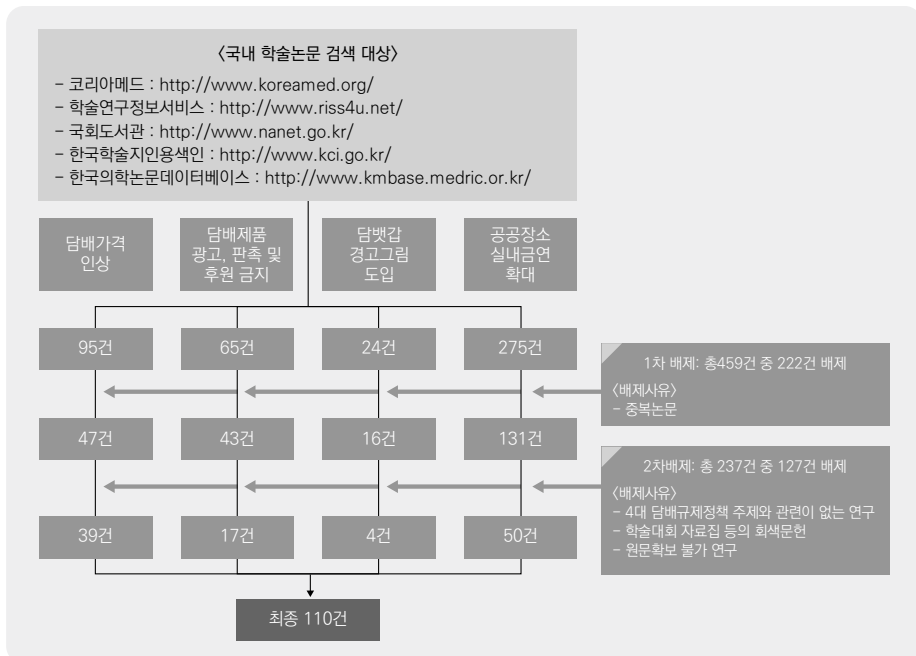 〈국내 학술논문 검색 대상〉
- 코리아메드 : http://www.koreamed.org/
- 학술연구정보서비스 : http://www.riss4u.net/
- 국회도서관 : http://www.nanet.go.kr/
- 한국학술지인용색인 : http://www.kci.go.kr/
- 한국의학논문데이터베이스 : http://www.kmbase.medric.or.kr/
담배가격
인상
담배제품
광고, 판촉 및
후원 금지
담뱃갑
경고그림
도입
공공장소
실내금연
확대
95건
65건
24건
275건
1차 배제: 총459건 중 222건 배제
〈배제사유〉
- 중복논문
47건
43건
16건
131건
2차배제: 총 237건 중 127건 배제
〈배제사유〉
- 4대 담배규제정책 주제와 관련이 없는 연구
- 학술대회 자료집 등의 회색문헌
- 원문확보 불가 연구
39건
17건
4건
50건
최종 110건